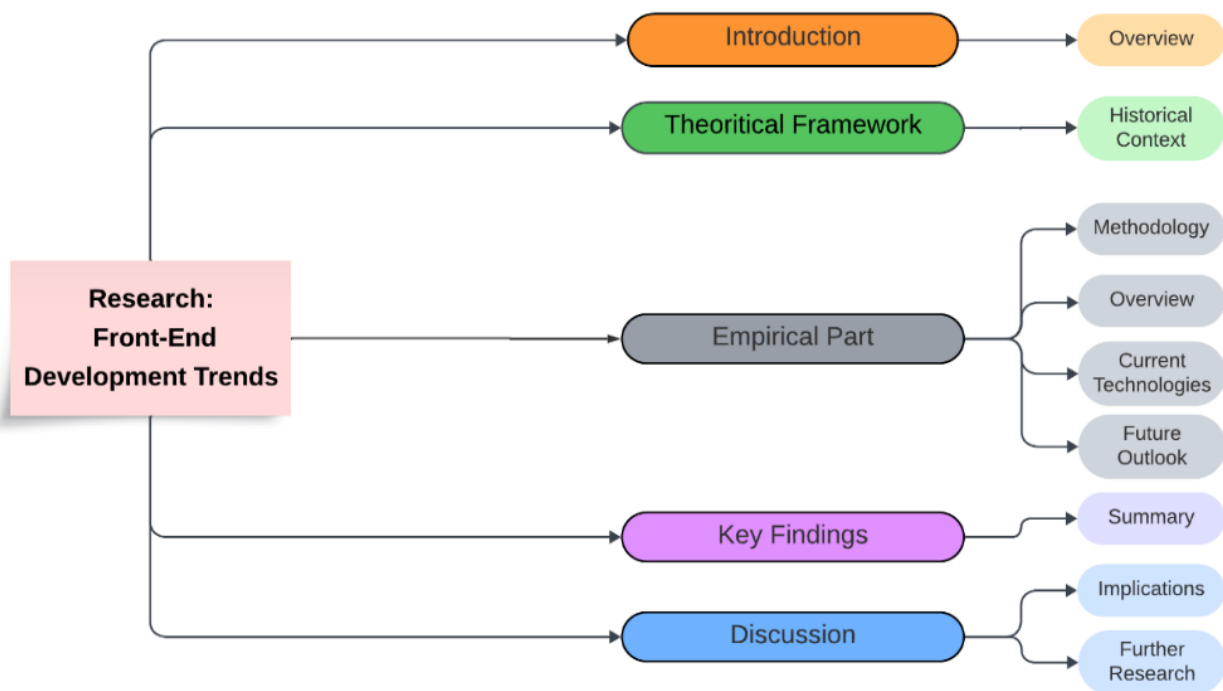 Research:
Front-End
Development Trends
Introduction
Overview
Theoritical Framework
Historical
Context
Empirical Part
Methodology
Overview
Current
Technologies
Future
Outlook
Key Findings
Summary
Discussion
Implications
Further
Research